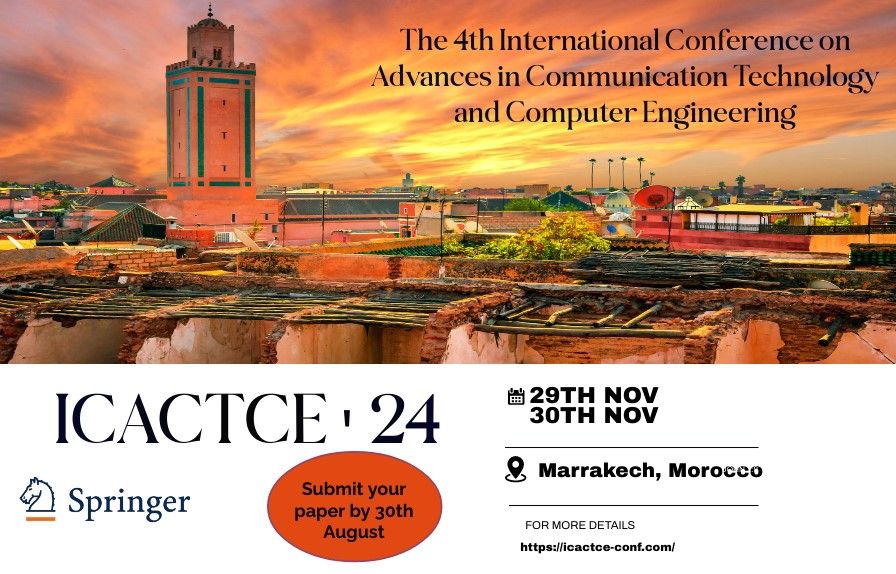 The 4th International Conference on
Advances in Communication Technology
and Computer Engineering
ICACTCE ' 24
Springer
Submit your
paper by 30th
August
29TH NOV
30TH NOV
Marrakech, Morocco
FOR MORE DETAILS
https://icactce-conf.com/